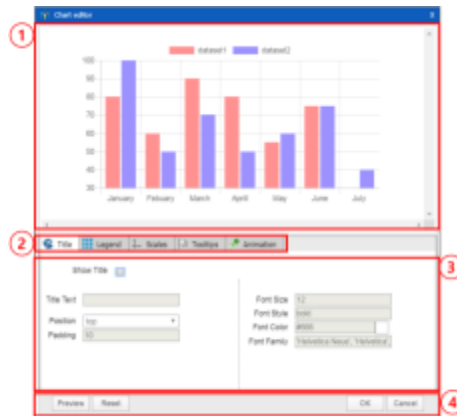 Chart editor x
1
dataset1 dataset2
100
90
80
70
60
50
40
30
January February March April May June July
2
Title Legend Scales Tooltips Animation
3
Show Title
Title Text
Position top
Padding 10
Font Size 12
Font Style bold
Font Color #666
Font Family 'Helvetica Neue', 'Helvetica',
4
Preview Reset OK Cancel